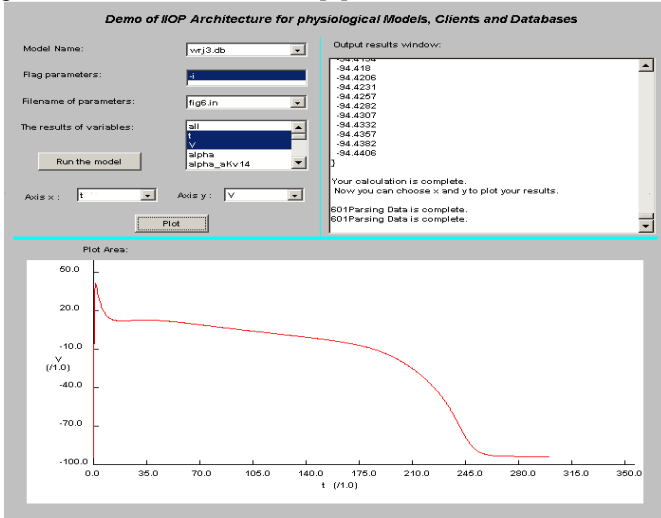 Demo of IIOP Architecture for physiological Models, Clients and Databases
Model Name:
wrj3.db
Flag parameters:
-i
Filename of parameters:
fig6.in
The results of variables:
all
t
V
alpha
alpha_aKv14
Run the model
Axis x :
t
Axis y :
V
Plot
Output results window:
-94.418
-94.4206
-94.4231
-94.4257
-94.4282
-94.4307
-94.4332
-94.4357
-94.4382
-94.4406
}
Your calculation is complete.
Now you can choose x and y to plot your results.
601Parsing Data is complete.
601Parsing Data is complete.
Plot Area:
60.0
20.0
-10.0
V
(/1.0)
-40.0
-70.0
-100.0
0.0 35.0 70.0 105.0 140.0 175.0 210.0 245.0 280.0 315.0 350.0
t (/1.0)